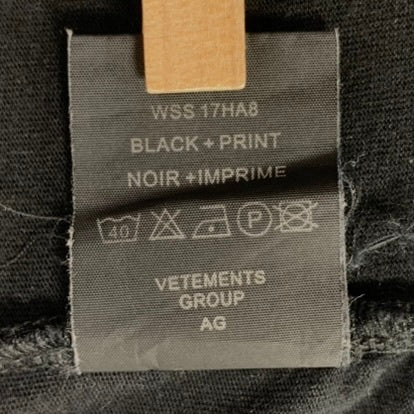 WSS 17HA8
BLACK + PRINT
NOIR +IMPRIME
40 P
VETEMENTS
GROUP
AG